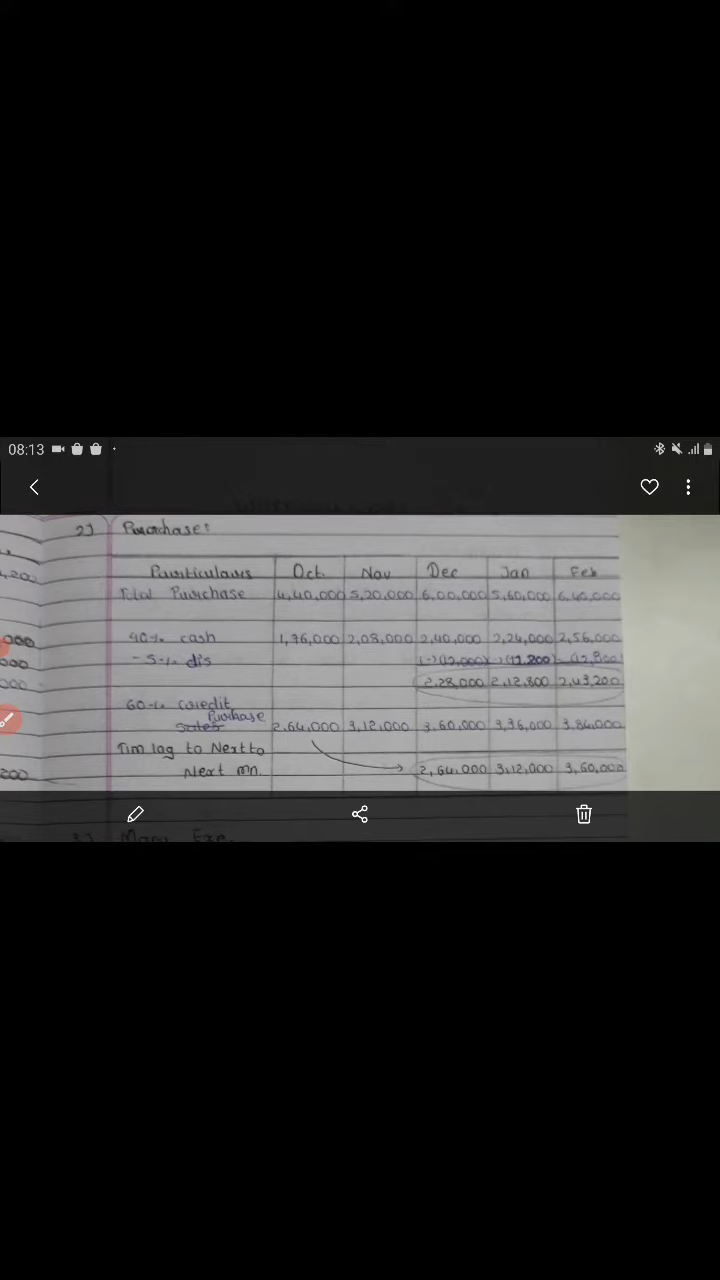 08:13
2) Purchase:
Particulars Oct Nov Dec Jan Feb
Total Purchase 4,40,000 5,20,000 6,00,000 5,60,000 6,40,000
40% cash 1,76,000 2,08,000 2,40,000 2,24,000 2,56,000
-5% dis (-)(12,000) -(11,200) -(12,800)
2,28,000 2,12,800 2,43,200
60% credit
Purchase
sales 2,64,000 3,12,000 3,60,000 3,36,000 3,84,000
Tim lag to Next to
Next mn. 2,64,000 3,12,000 3,60,000
3) Manu Exe.